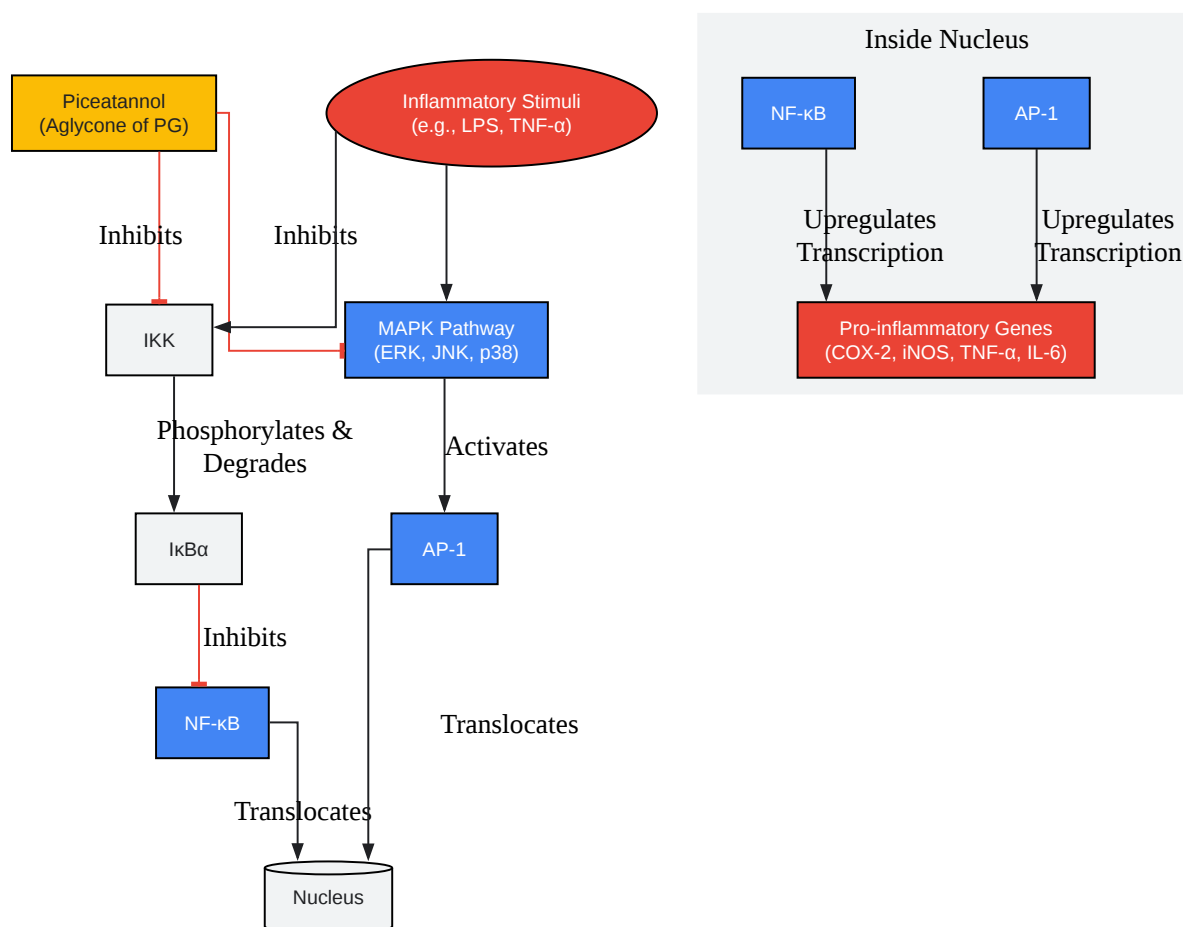 Inside Nucleus
Piceatannol
(Aglycone of PG)
Inflammatory Stimuli
(e.g., LPS, TNF-α)
NF-κB
AP-1
Inhibits
Inhibits
Upregulates
Transcription
Upregulates
Transcription
IKK
MAPK Pathway
(ERK, JNK, p38)
Pro-inflammatory Genes
(COX-2, iNOS, TNF-α, IL-6)
Phosphorylates &
Degrades
Activates
IκBα
AP-1
Inhibits
NF-κB
Translocates
Translocates
Nucleus